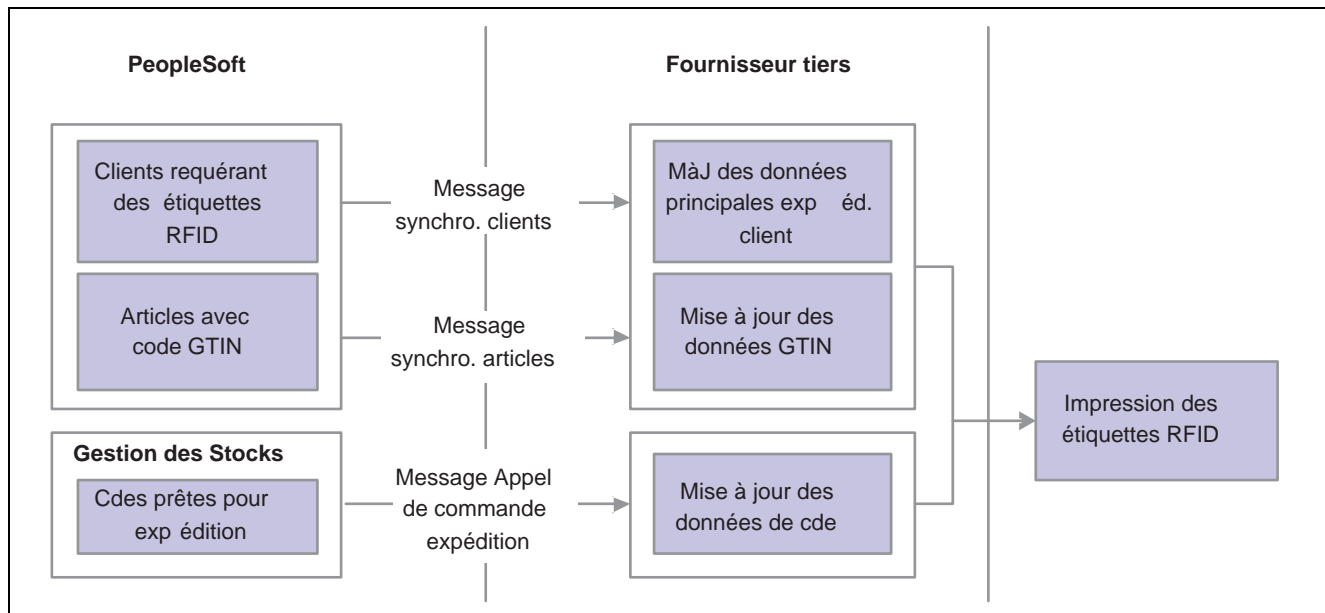 PeopleSoft
Fournisseur tiers
Clients requérant
des étiquettes
RFID
Message
synchro. clients
MàJ des données
principales exp éd.
client
Articles avec
code GTIN
Message
synchro. articles
Mise à jour des
données GTIN
Impression des
étiquettes RFID
Gestion des Stocks
Cdes prêtes pour
exp édition
Message Appel
de commande
expédition
Mise à jour des
données de cde